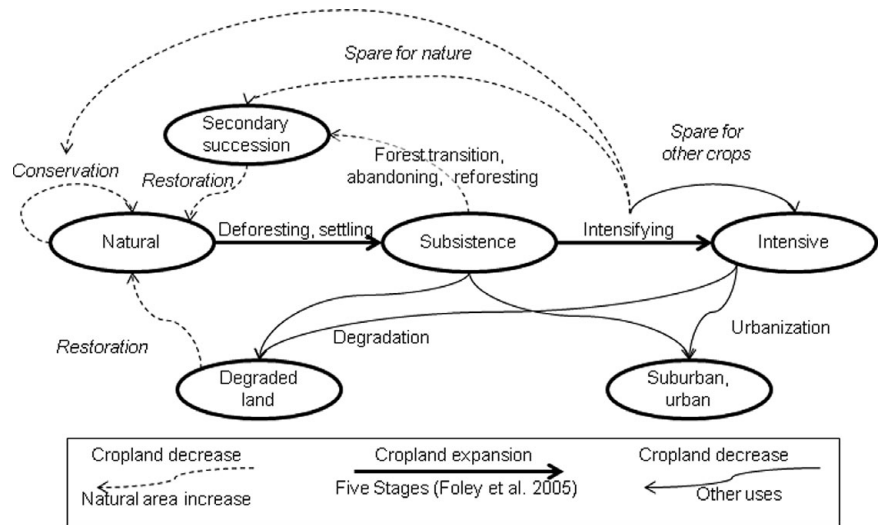 Spare for nature
Secondary
succession
Spare for
other crops
Conservation
Restoration
Forest transition,
abandoning, reforesting
Natural
Deforesting, settling
Subsistence
Intensifying
Intensive
Restoration
Degradation
Urbanization
Degraded
land
Suburban,
urban
Cropland decrease
Natural area increase
Cropland expansion
Five Stages (Foley et al. 2005)
Cropland decrease
Other uses